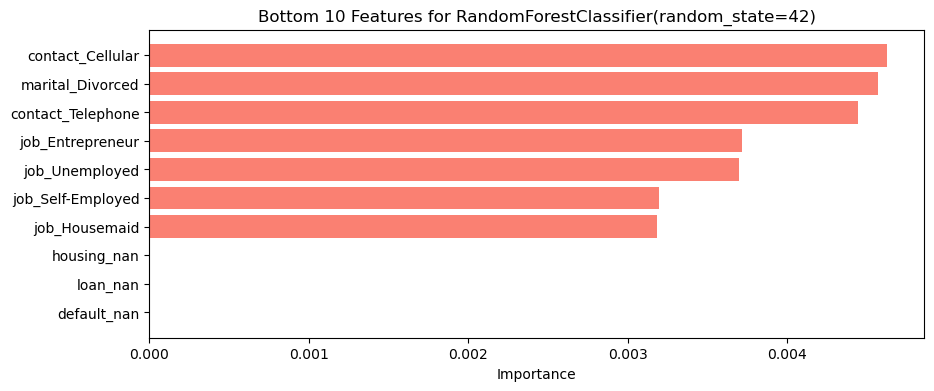 Bottom 10 Features for RandomForestClassifier(random_state=42)
contact_Cellular
marital_Divorced
contact_Telephone
job_Entrepreneur
job_Unemployed
job_Self-Employed
job_Housemaid
housing_nan
loan_nan
default_nan
0.000 0.001 0.002 0.003 0.004
Importance